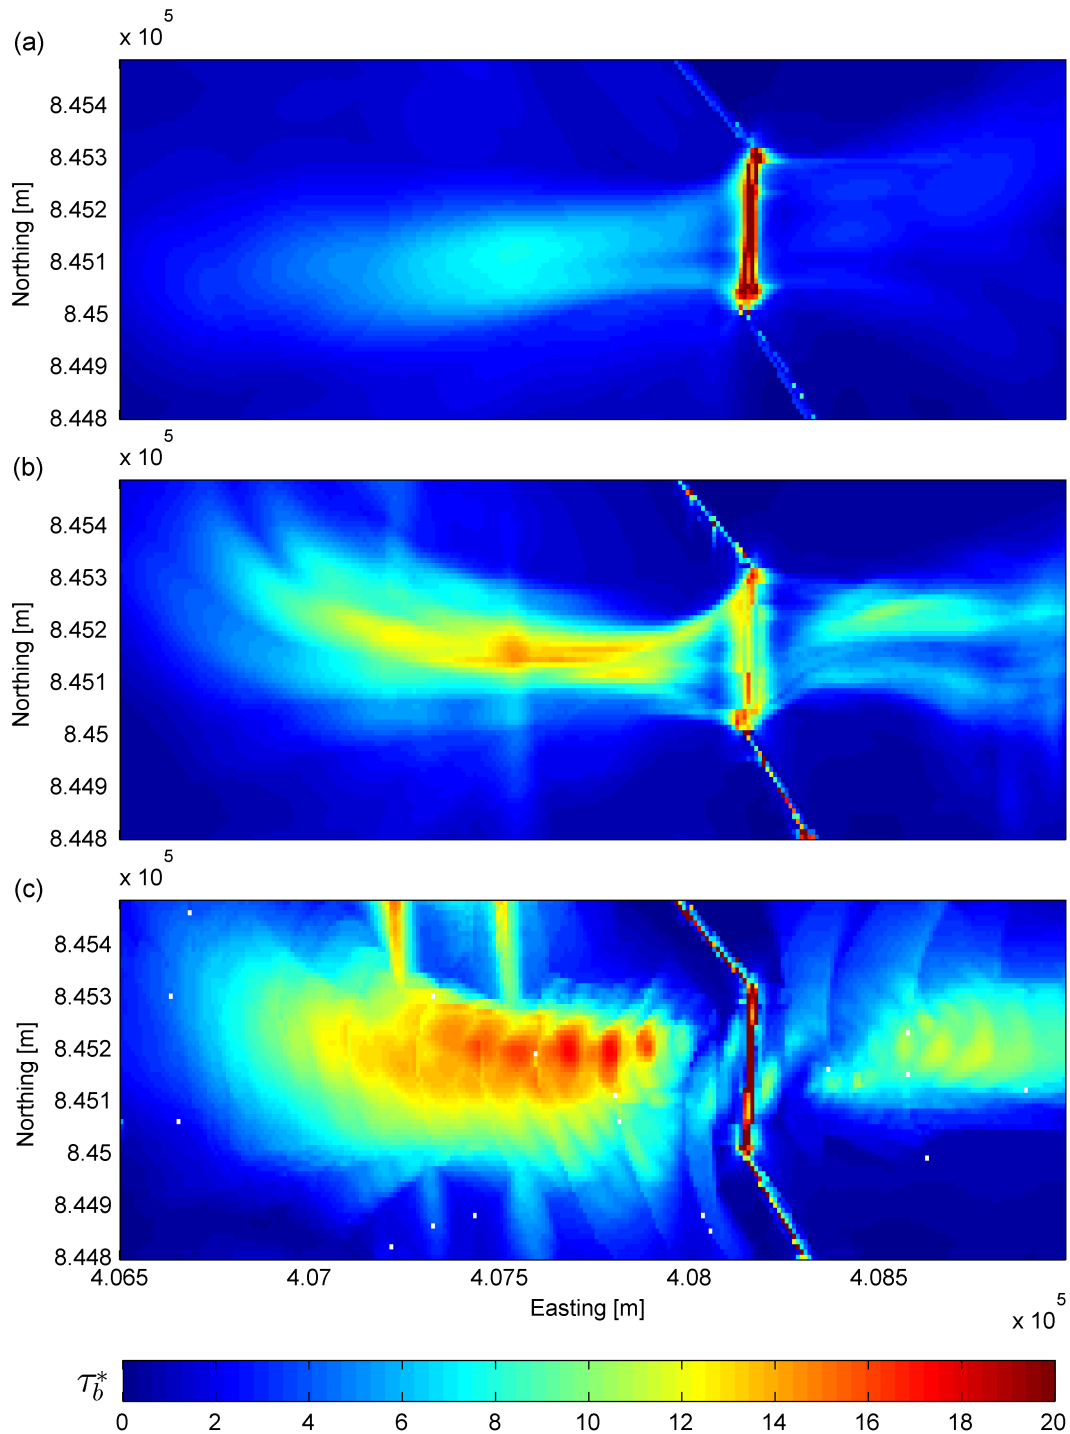 (a)
x 10^5
8.454
8.453
8.452
8.451
8.45
8.449
8.448
Northing [m]
(b)
x 10^5
8.454
8.453
8.452
8.451
8.45
8.449
8.448
Northing [m]
(c)
x 10^5
8.454
8.453
8.452
8.451
8.45
8.449
8.448
Northing [m]
4.065 4.07 4.075 4.08 4.085
Easting [m]
x 10^5
τ_b^*
0 2 4 6 8 10 12 14 16 18 20